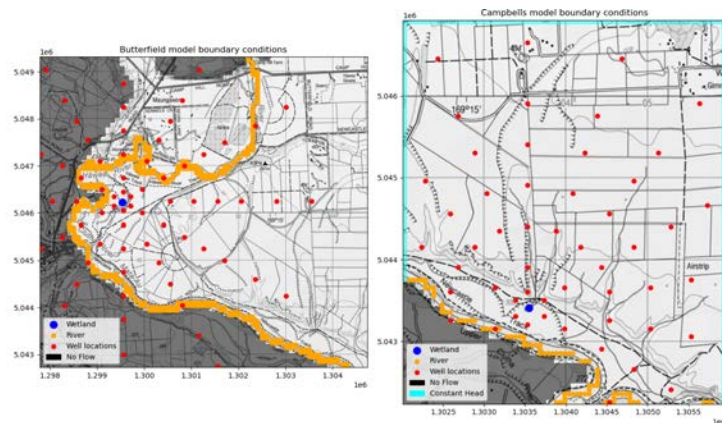 Butterfield model boundary conditions
1e6
5.049
5.048
5.047
5.046
5.045
5.044
5.043
Wetland
River
Well locations
No Flow
1.298
1.299
1.300
1.301
1.302
1.303
1.304
1e6
Campbells model boundary conditions
1e6
5.046
5.045
5.044
5.043
169°15'
04
05
Airstrip
Wetland
River
Well locations
No Flow
Constant Head
1.3025
1.3030
1.3035
1.3040
1.3045
1.3050
1.3055